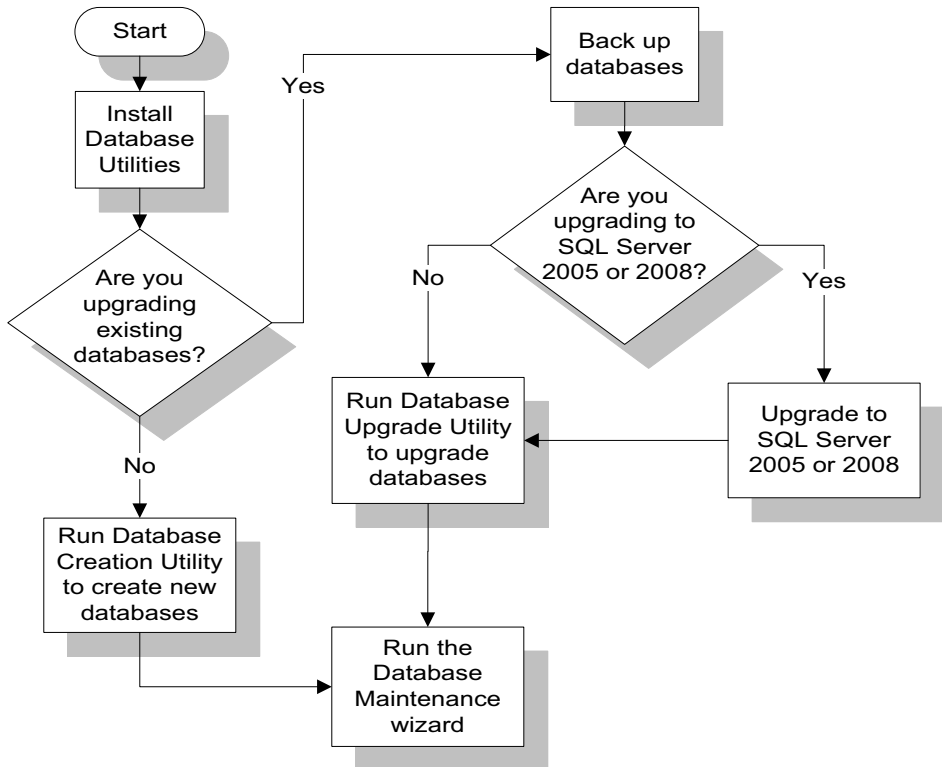 Start
Install
Database
Utilities
Are you
upgrading
existing
databases?
Yes
No
Run Database
Creation Utility
to create new
databases
Back up
databases
Are you
upgrading to
SQL Server
2005 or 2008?
No
Yes
Run Database
Upgrade Utility
to upgrade
databases
Upgrade to
SQL Server
2005 or 2008
Run the
Database
Maintenance
wizard